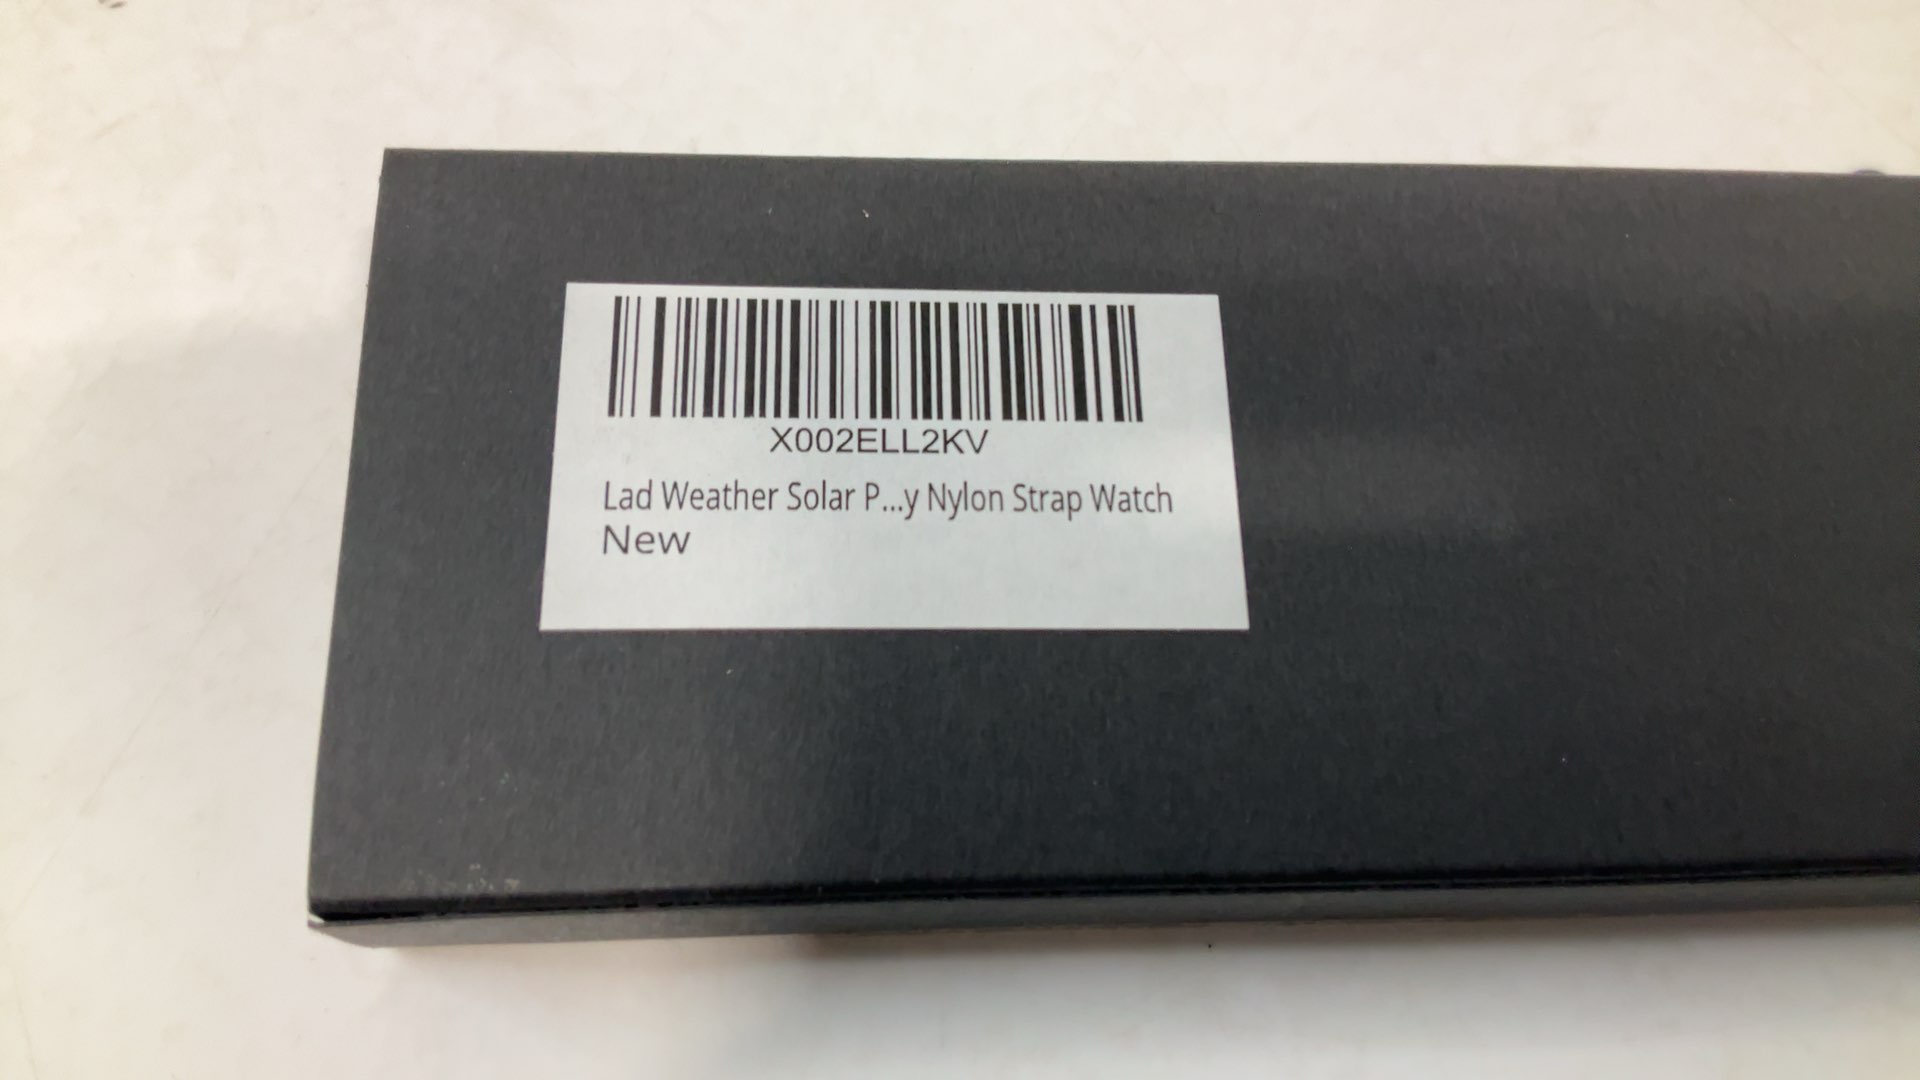 X002ELL2KV
Lad Weather Solar P...y Nylon Strap Watch
New